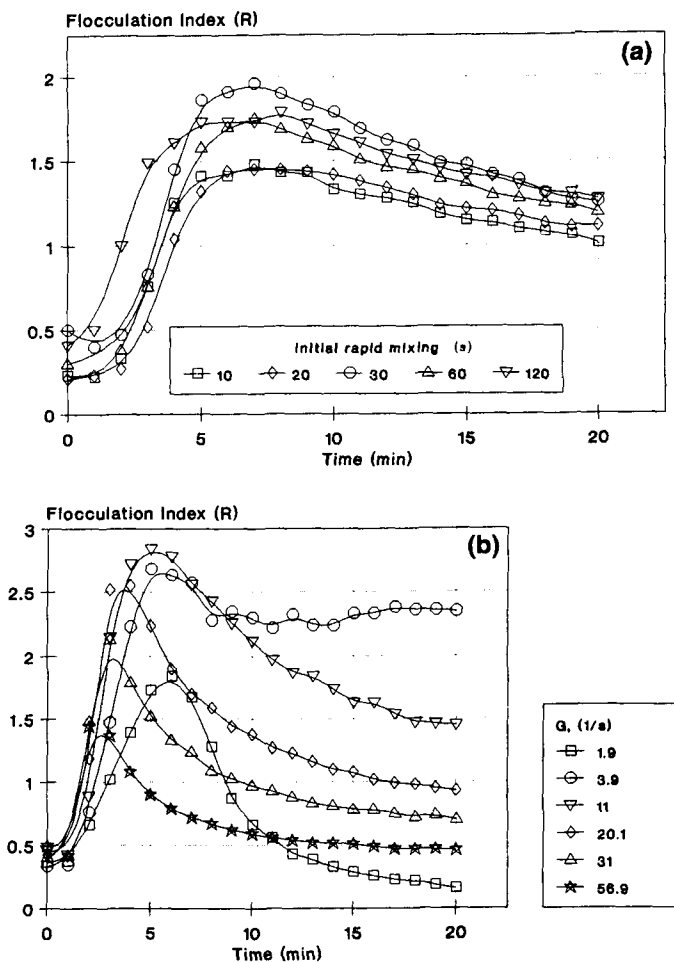 Flocculation Index (R)
(a)
2
1.5
1
0.5
0
Initial rapid mixing (s)
10 20 30 60 120
0 5 10 15 20
Time (min)
Flocculation Index (R)
(b)
3
2.5
2
1.5
1
0.5
0
G, (1/s)
1.9
3.9
11
20.1
31
56.9
0 5 10 15 20
Time (min)